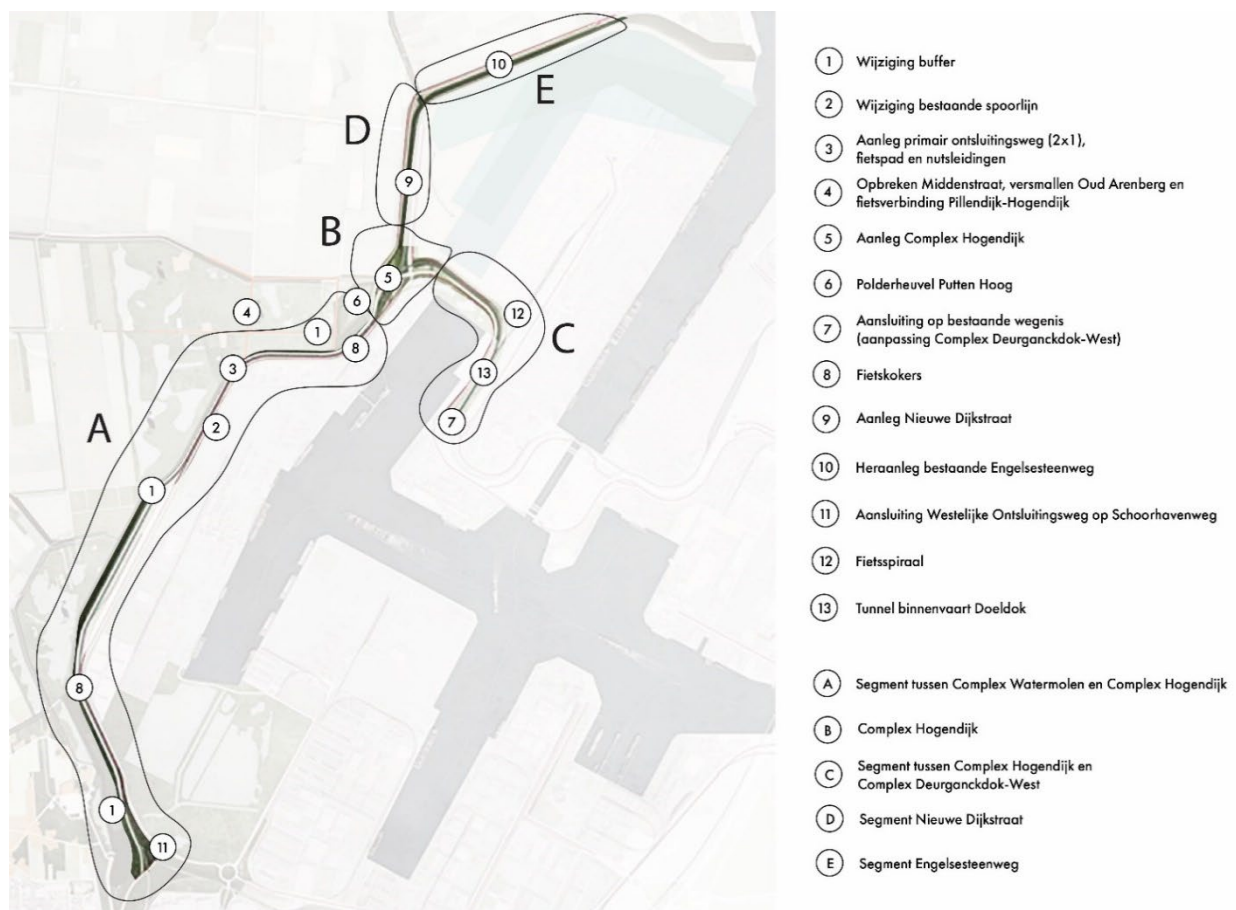 10
E
D
9
B
5
6
4
1
12
8
C
3
13
7
A
2
1
8
1
11
1 Wijziging buffer
2 Wijziging bestaande spoorlijn
3 Aanleg primair ontsluitingsweg (2x1),
fietspad en nutsleidingen
4 Opbreken Middenstraat, versmallen Oud Arenberg en
fietsverbinding Pillendijk-Hogendijk
5 Aanleg Complex Hogendijk
6 Polderheuvel Putten Hoog
7 Aansluiting op bestaande wegenis
(aanpassing Complex Deurganckdok-West)
8 Fietskokers
9 Aanleg Nieuwe Dijkstraat
10 Heraanleg bestaande Engelsesteenweg
11 Aansluiting Westelijke Ontsluitingsweg op Schoorhavenweg
12 Fietsspiraal
13 Tunnel binnenvaart Doeldok
A Segment tussen Complex Watermolen en Complex Hogendijk
B Complex Hogendijk
C Segment tussen Complex Hogendijk en
Complex Deurganckdok-West
D Segment Nieuwe Dijkstraat
E Segment Engelsesteenweg